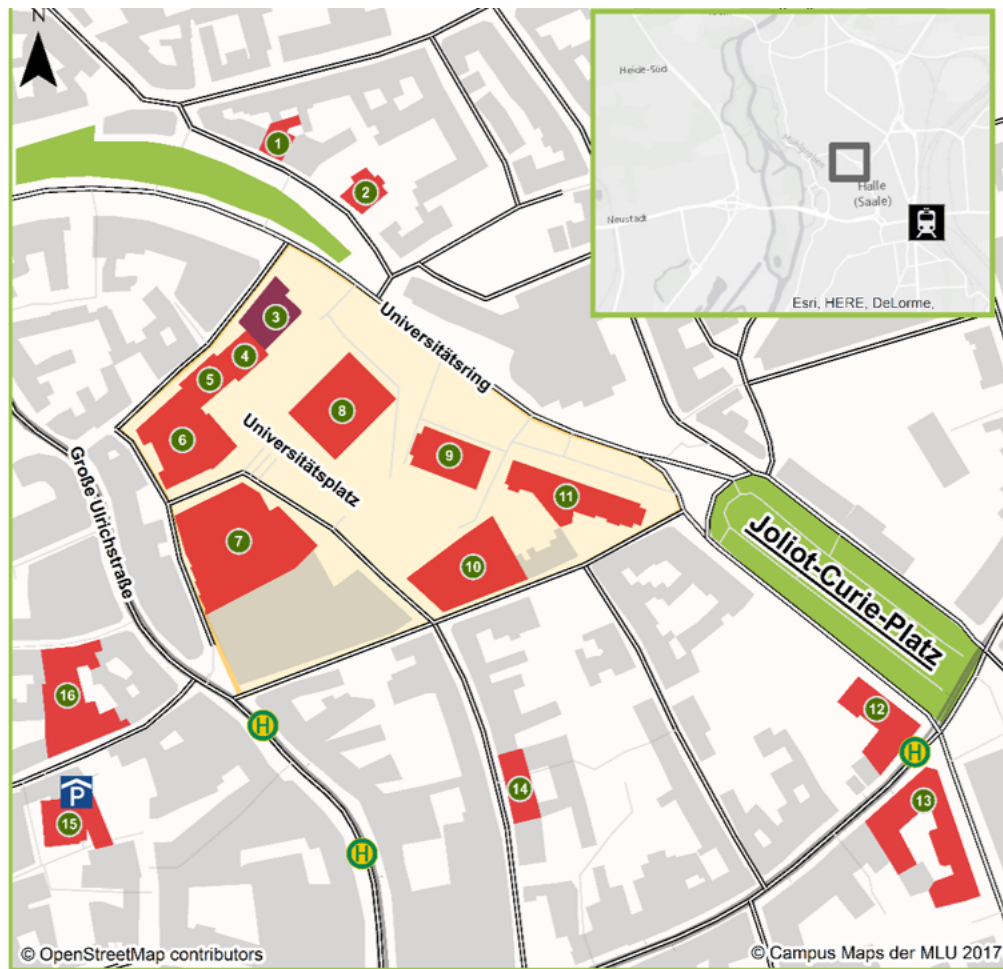 N
Heide-Süd
Mühlgraben
Halle
(Saale)
Neustadt
Esri, HERE, DeLorme,
1
2
Universitätsring
3
4
5
8
6
Universitätsplatz
9
11
Große Ulrichstraße
7
10
Joliot-Curie-Platz
16
12
H
H
P
14
13
15
H
© OpenStreetMap contributors
© Campus Maps der MLU 2017